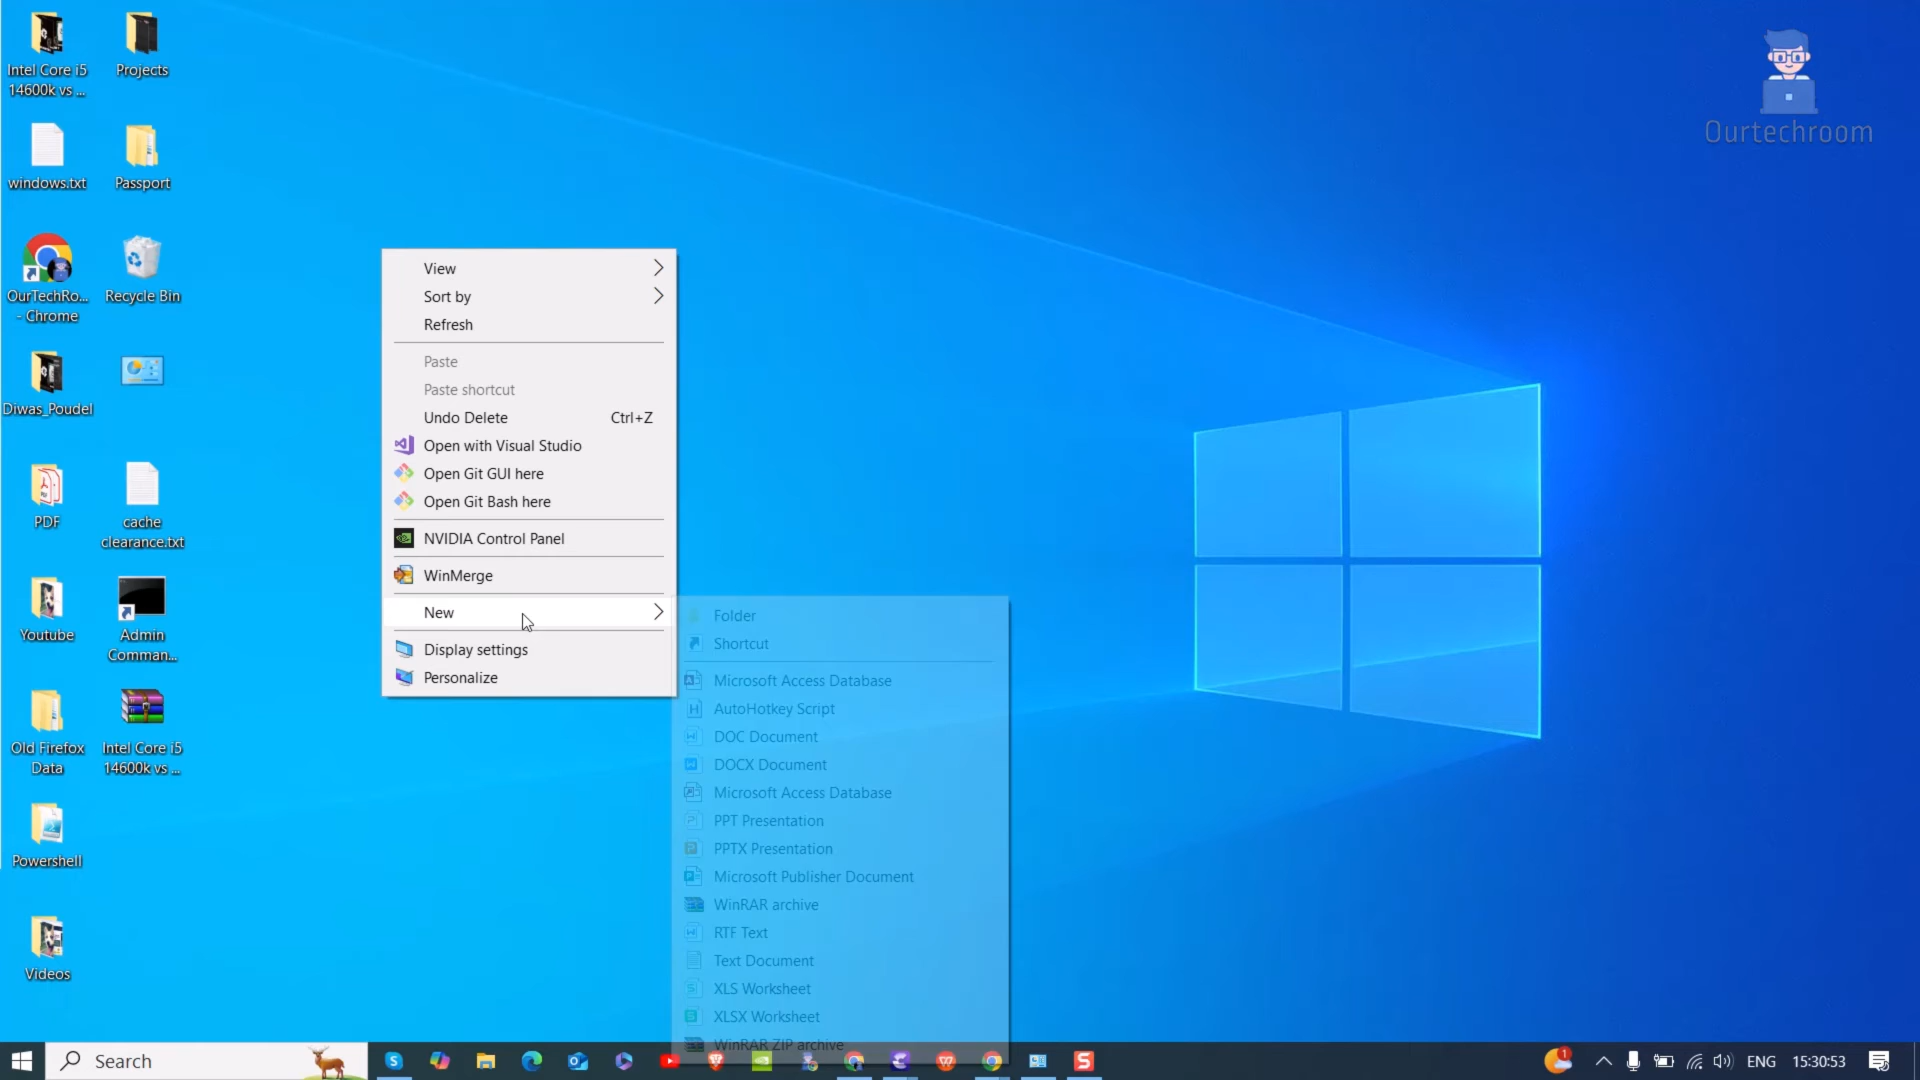 Intel Core i5
14600k vs ...
Projects
windows.txt
Passport
OurTechRo...
- Chrome
Recycle Bin
Diwas_Poudel
PDF
cache
clearance.txt
Youtube
Admin
Comman...
Old Firefox
Data
Intel Core i5
14600k vs ...
Powershell
Videos
View
Sort by
Refresh
Paste
Paste shortcut
Undo Delete Ctrl+Z
Open with Visual Studio
Open Git GUI here
Open Git Bash here
NVIDIA Control Panel
WinMerge
New
Display settings
Personalize
Folder
Shortcut
Microsoft Access Database
AutoHotkey Script
DOC Document
DOCX Document
Microsoft Access Database
PPT Presentation
PPTX Presentation
Microsoft Publisher Document
WinRAR archive
RTF Text
Text Document
XLS Worksheet
XLSX Worksheet
WinRAR ZIP archive
Ourtechroom
Search
1
ENG
15:30:53